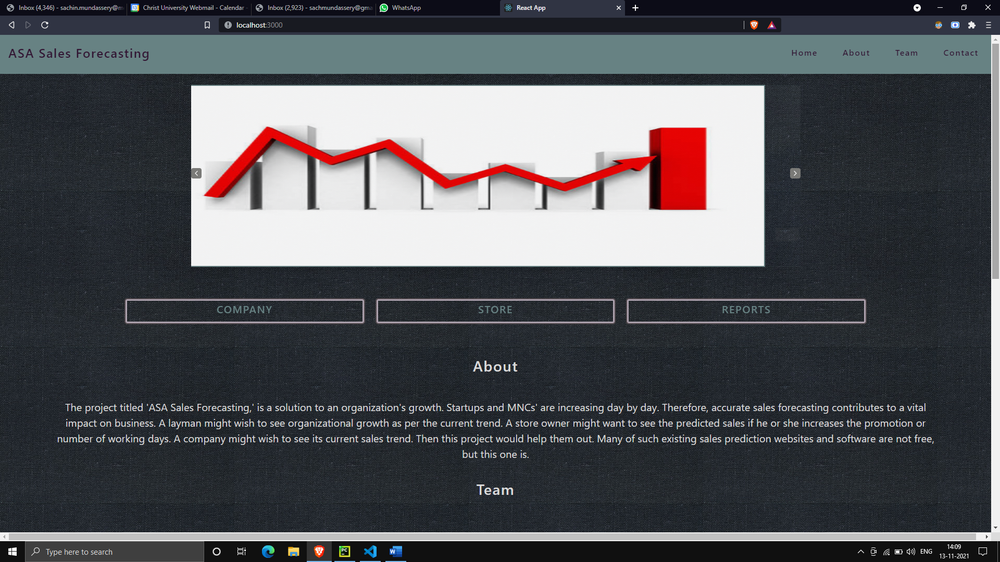 Inbox (4,346) - sachin.mundassery@m
Christ University Webmail - Calendar -
Inbox (2,923) - sachmundassery@gma
WhatsApp
React App
localhost:3000
ASA Sales Forecasting
Home
About
Team
Contact
COMPANY
STORE
REPORTS
About
The project titled 'ASA Sales Forecasting,' is a solution to an organization's growth. Startups and MNCs' are increasing day by day. Therefore, accurate sales forecasting contributes to a vital
impact on business. A layman might wish to see organizational growth as per the current trend. A store owner might want to see the predicted sales if he or she increases the promotion or
number of working days. A company might wish to see its current sales trend. Then this project would help them out. Many of such existing sales prediction websites and software are not free,
but this one is.
Team
Type here to search
ENG
14:09
13-11-2021